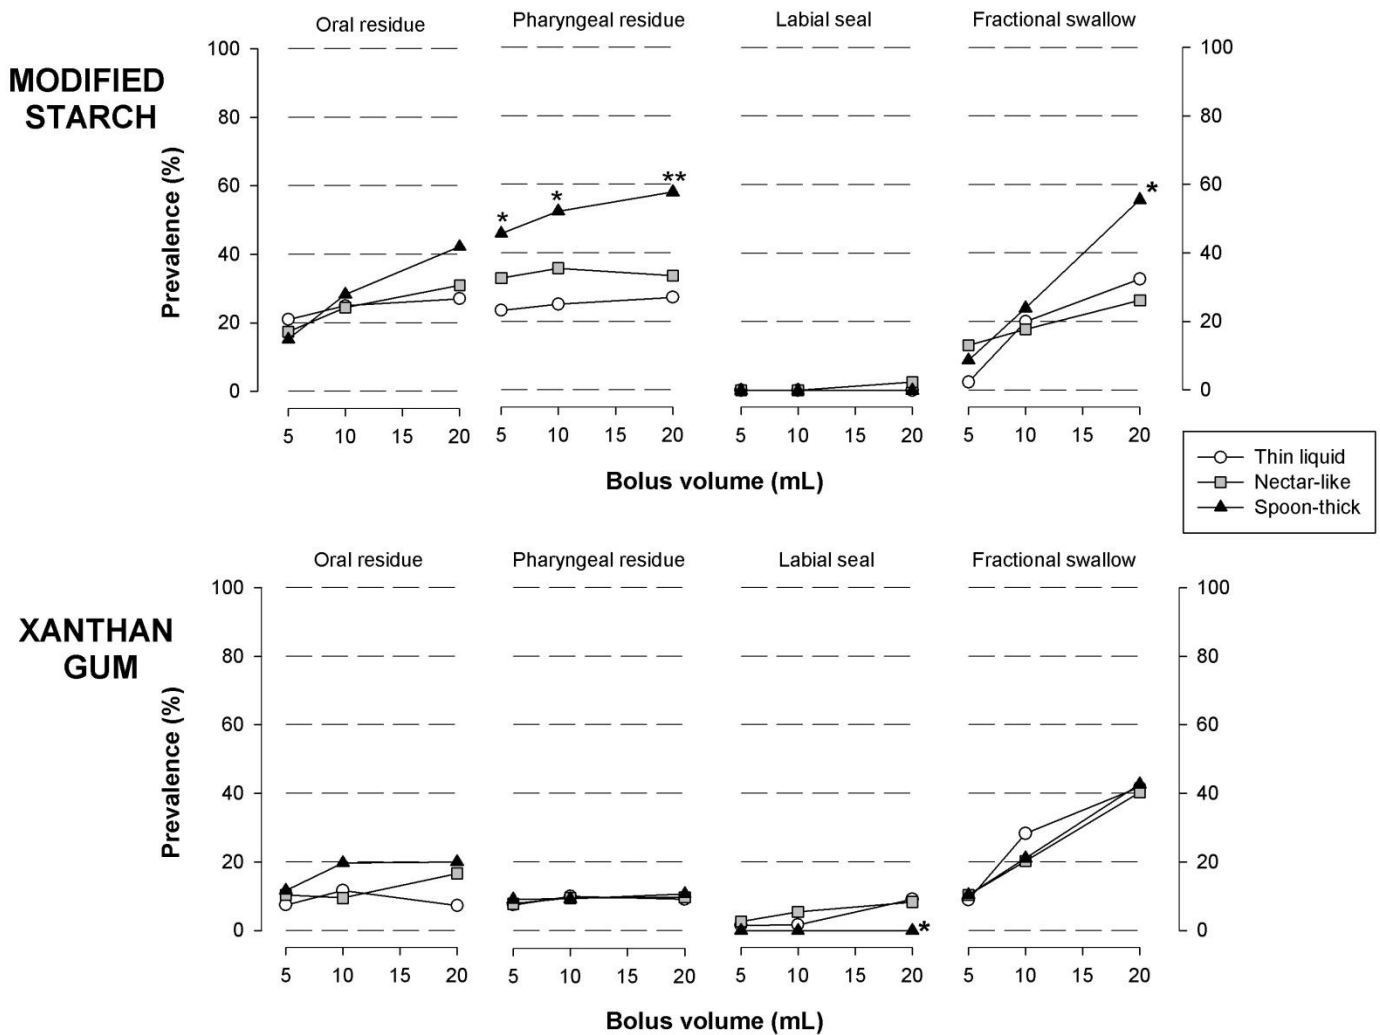 Oral residue
Pharyngeal residue
Labial seal
Fractional swallow
MODIFIED
STARCH
Prevalence (%)
100
80
60
40
20
0
* * **
*
100
80
60
40
20
0
5 10 15 20
5 10 15 20
5 10 15 20
5 10 15 20
Bolus volume (mL)
Thin liquid
Nectar-like
Spoon-thick
Oral residue
Pharyngeal residue
Labial seal
Fractional swallow
XANTHAN
GUM
Prevalence (%)
100
80
60
40
20
0
*
100
80
60
40
20
0
5 10 15 20
5 10 15 20
5 10 15 20
5 10 15 20
Bolus volume (mL)